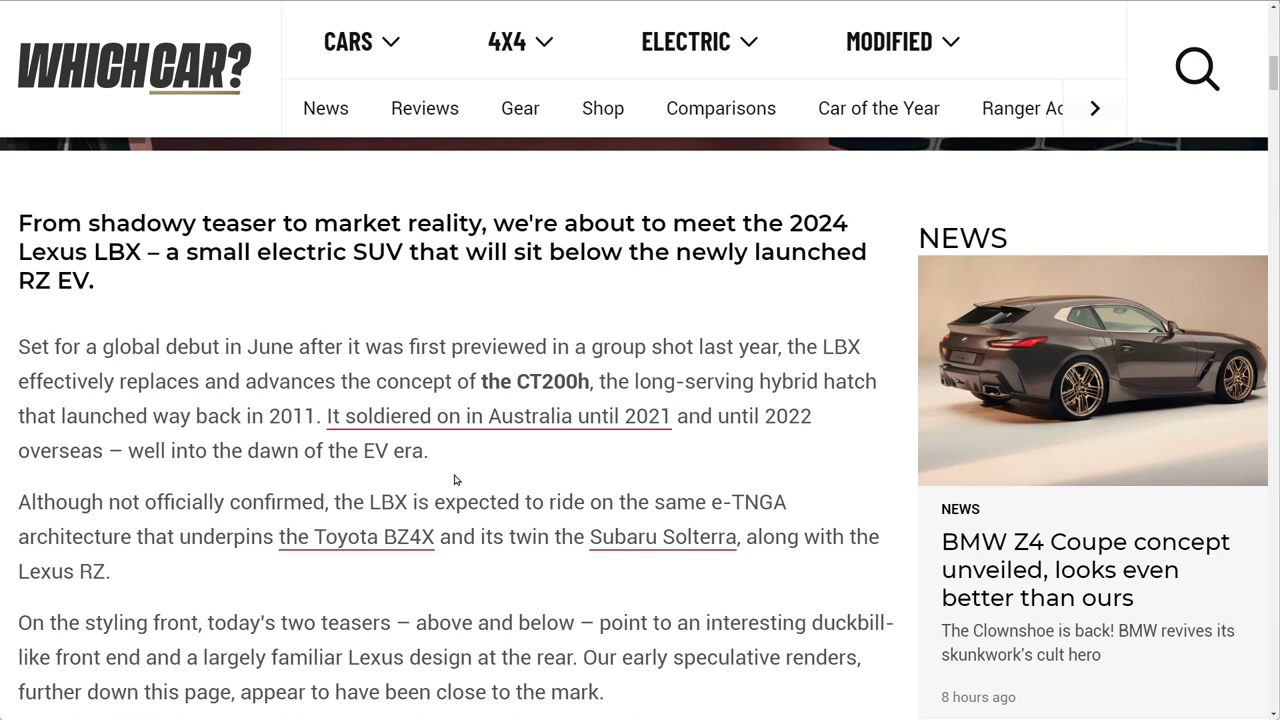 WHICHCAR?
CARS
4X4
ELECTRIC
MODIFIED
News
Reviews
Gear
Shop
Comparisons
Car of the Year
Ranger Ac
From shadowy teaser to market reality, we're about to meet the 2024
Lexus LBX – a small electric SUV that will sit below the newly launched
RZ EV.
Set for a global debut in June after it was first previewed in a group shot last year, the LBX
effectively replaces and advances the concept of the CT200h, the long-serving hybrid hatch
that launched way back in 2011. It soldiered on in Australia until 2021 and until 2022
overseas – well into the dawn of the EV era.
Although not officially confirmed, the LBX is expected to ride on the same e-TNGA
architecture that underpins the Toyota BZ4X and its twin the Subaru Solterra, along with the
Lexus RZ.
On the styling front, today's two teasers – above and below – point to an interesting duckbill-
like front end and a largely familiar Lexus design at the rear. Our early speculative renders,
further down this page, appear to have been close to the mark.
NEWS
NEWS
BMW Z4 Coupe concept
unveiled, looks even
better than ours
The Clownshoe is back! BMW revives its
skunkwork's cult hero
8 hours ago